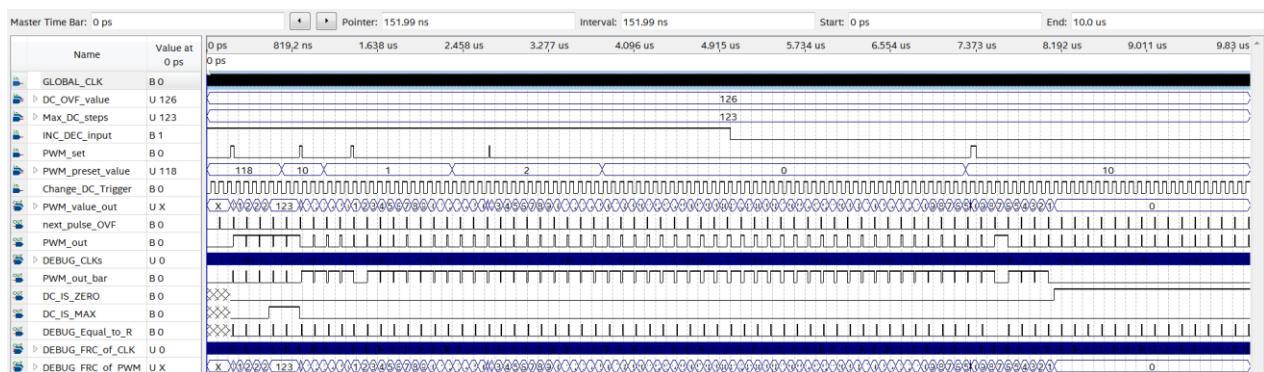 Master Time Bar: 0 ps Pointer: 151.99 ns Interval: 151.99 ns Start: 0 ps End: 10.0 us
Name Value at 0 ps 0 ps 819.2 ns 1.638 us 2.458 us 3.277 us 4.096 us 4.915 us 5.734 us 6.554 us 7.373 us 8.192 us 9.011 us 9.83 us
0 ps
GLOBAL_CLK B 0
DC_OVF_value U 126 126
Max_DC_steps U 123 123
INC_DEC_input B 1
PWM_set B 0
PWM_preset_value U 118 118 10 1 2 0 10
Change_DC_Trigger B 0
PWM_value_out U X X 123 0
next_pulse_OVF B 0
PWM_out B 0
DEBUG_CLKs U 0
PWM_out_bar B 0
DC_IS_ZERO B 0
DC_IS_MAX B 0
DEBUG_Equal_to_R B 0
DEBUG_FRC_of_CLK U 0
DEBUG FRC of PWM U X X 123 0